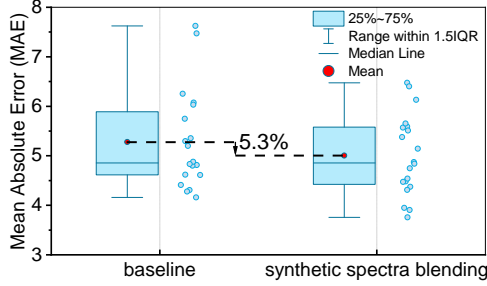 8
7
6
5
4
3
Mean Absolute Error (MAE)
25%~75%
Range within 1.5IQR
Median Line
Mean
5.3%
baseline
synthetic spectra blending